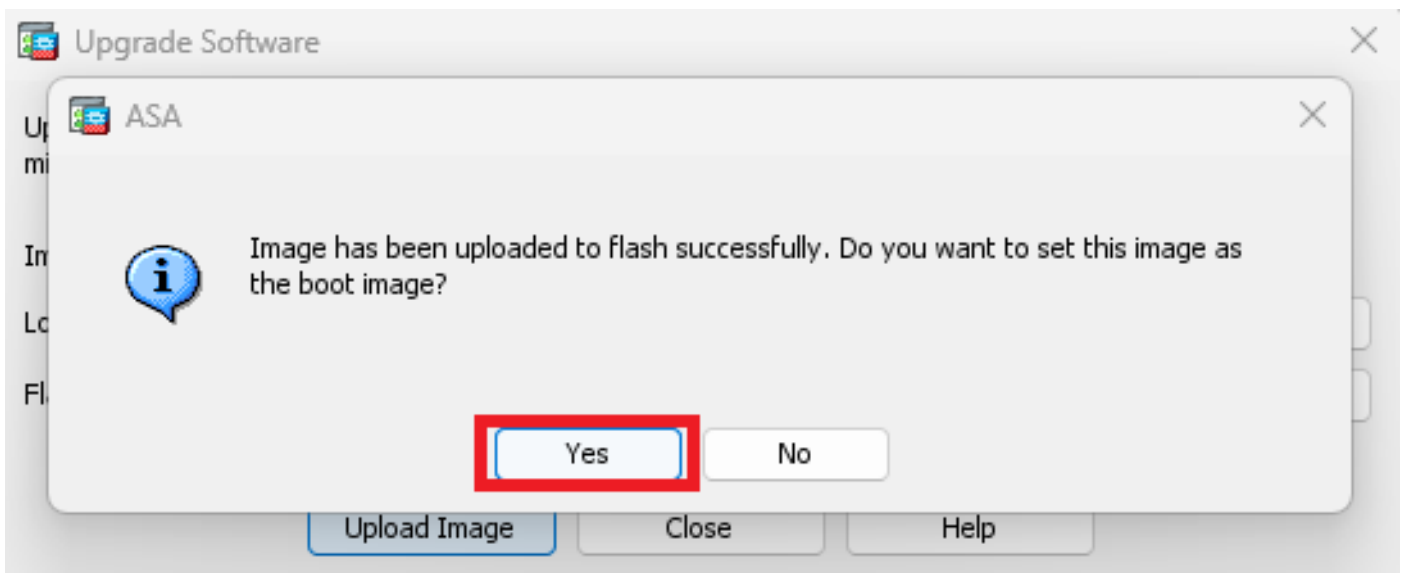 Upgrade Software
ASA
Image has been uploaded to flash successfully. Do you want to set this image as
the boot image?
Yes No
Upload Image Close Help